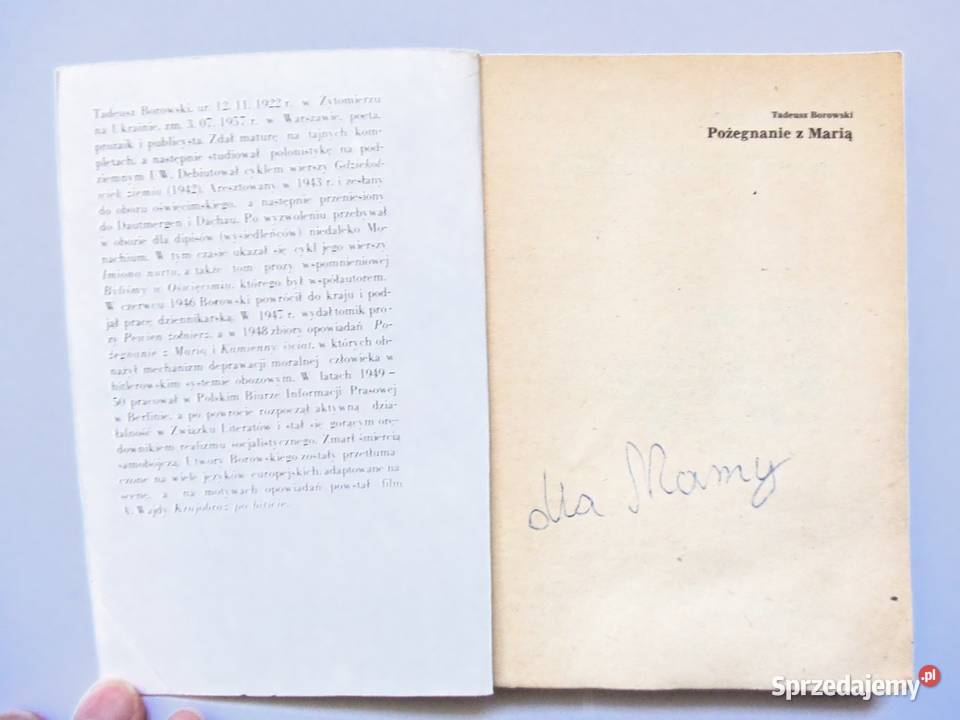 Tadeusz Borowski, ur. 12. 11. 1922 r. w Żytomierzu
na Ukrainie, zm. 3. 07. 1957 r. w Warszawie, poeta,
prozaik i publicysta. Zdał maturę na tajnych kom-
pletach, a następnie studiował polonistykę na pod-
ziemnym UW. Debiutował cyklem wierszy Gdziekol-
wiek ziemia (1942). Aresztowany w 1943 r. i zesłany
do obozu oświęcimskiego, a następnie przeniesiony
do Dautmergen i Dachau. Po wyzwoleniu, przebywał
w obozie dla dipisów (wysiedleńców) niedaleko Mo-
nachium. W tym czasie ukazał się cykl jego wierszy
Imiona nurtu, a także tom prozy wspomnieniowej
Byliśmy w Oświęcimiu, którego był współautorem.
W czerwcu 1946 Borowski powrócił do kraju i pod-
jął pracę dziennikarską. W 1947 r. wydał tomik pro-
zy Pewien żołnierz, a w 1948 zbiory opowiadań Po-
żegnanie z Marią i Kamienny świat, w których ob-
nażył mechanizm deprawacji moralnej człowieka w
hitlerowskim systemie obozowym. W latach 1949 –
50 pracował w Polskim Biurze Informacji Prasowej
w Berlinie, a po powrocie rozpoczął aktywną dzia-
łalność w Związku Literatów i stał się gorącym orę-
downikiem realizmu socjalistycznego. Zmarł śmiercią
samobójczą. Utwory Borowskiego zostały przetłuma-
czone na wiele języków europejskich, adaptowane na
scenę, a na motywach opowiadań powstał film
A. Wajdy Krajobraz po bitwie.
Tadeusz Borowski
Pożegnanie z Marią
dla Mamy
Sprzedajemy.pl